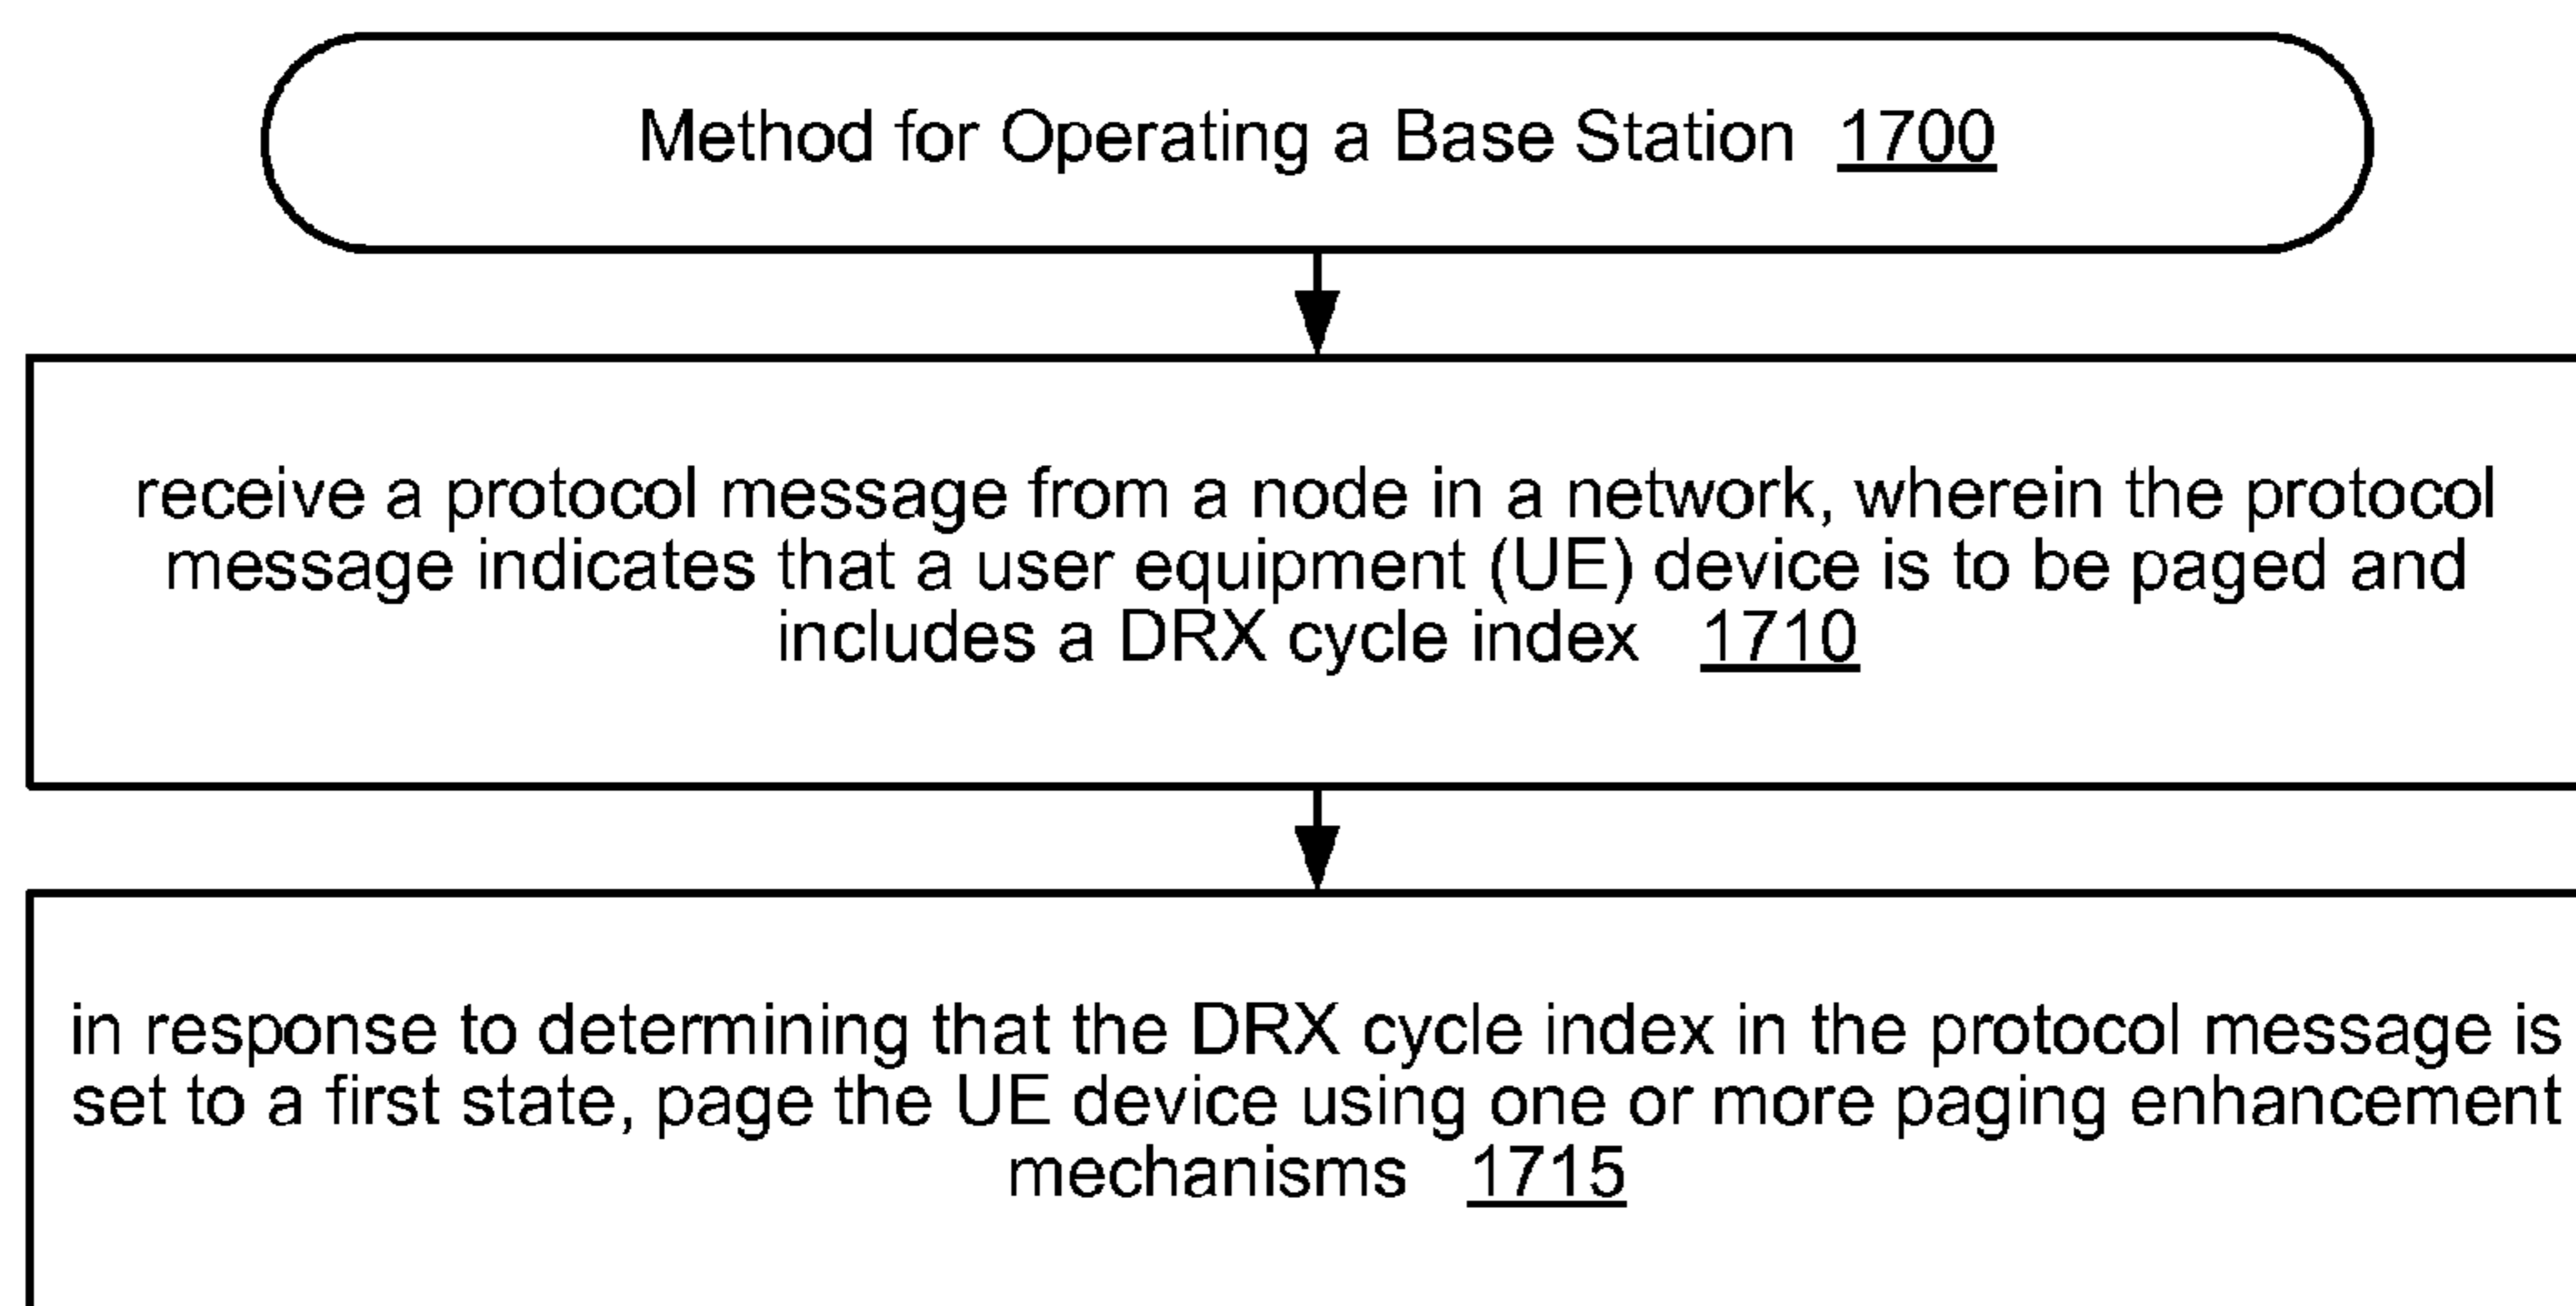 Method for Operating a Base Station 1700
receive a protocol message from a node in a network, wherein the protocol
message indicates that a user equipment (UE) device is to be paged and
includes a DRX cycle index 1710
in response to determining that the DRX cycle index in the protocol message is
set to a first state, page the UE device using one or more paging enhancement
mechanisms 1715